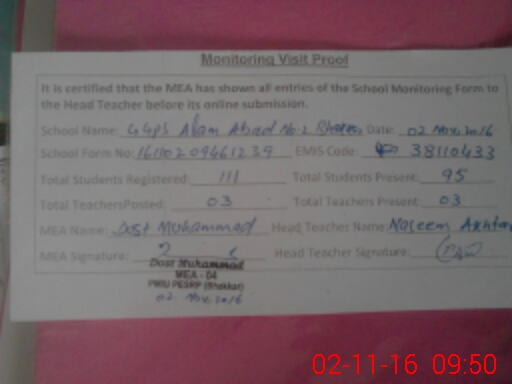 Monitoring Visit Proof
It is certified that the MEA has shown all entries of the School Monitoring Form to
the Head Teacher before its online submission.
School Name: GGPS Alam Abad No.2 Date: 02 Nov. 2016
School Form No: EMIS Code: 38110433
Total Students Registered: 111 Total Students Present: 95
Total TeachersPosted: 03 Total Teachers Present: 03
MEA Name: Dost Muhammad Head Teacher Name: Naseem Akhtar
MEA Signature: Head Teacher Signature:
Dost Muhammad
MEA - 04
PMIU PESRP (Bhakkar)
02 Nov. 2016
02-11-16 09:50